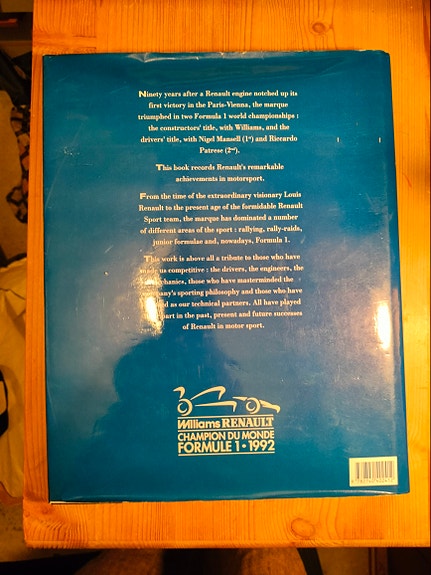 Ninety years after a Renault engine notched up its
first victory in the Paris-Vienna, the marque
triumphed in two Formula 1 world championships :
the constructors' title, with Williams, and the
drivers' title, with Nigel Mansell (1st) and Riccardo
Patrese (2nd).
This book records Renault's remarkable
achievements in motorsport.
From the time of the extraordinary visionary Louis
Renault to the present age of the formidable Renault
Sport team, the marque has dominated a number
of different areas of the sport : rallying, rally-raids,
junior formulae and, nowadays, Formula 1.
This work is above all a tribute to those who have
made us competitive : the drivers, the engineers, the
mechanics, those who have masterminded the
company's sporting philosophy and those who have
as our technical partners. All have played
part in the past, present and future successes
of Renault in motor sport.
Williams RENAULT
CHAMPION DU MONDE
FORMULE 1 • 1992